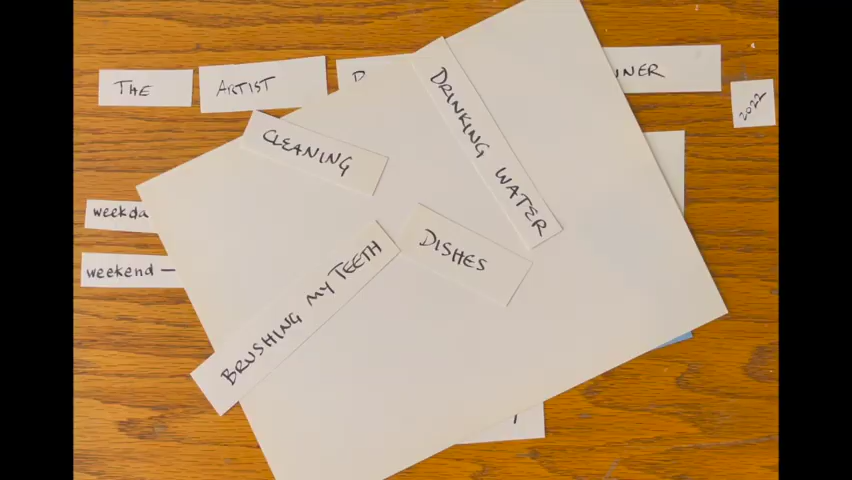 THE ARTIST D
NER
2022
CLEANING
DRINKING WATER
weekda
weekend —
DISHES
BRUSHING MY TEETH